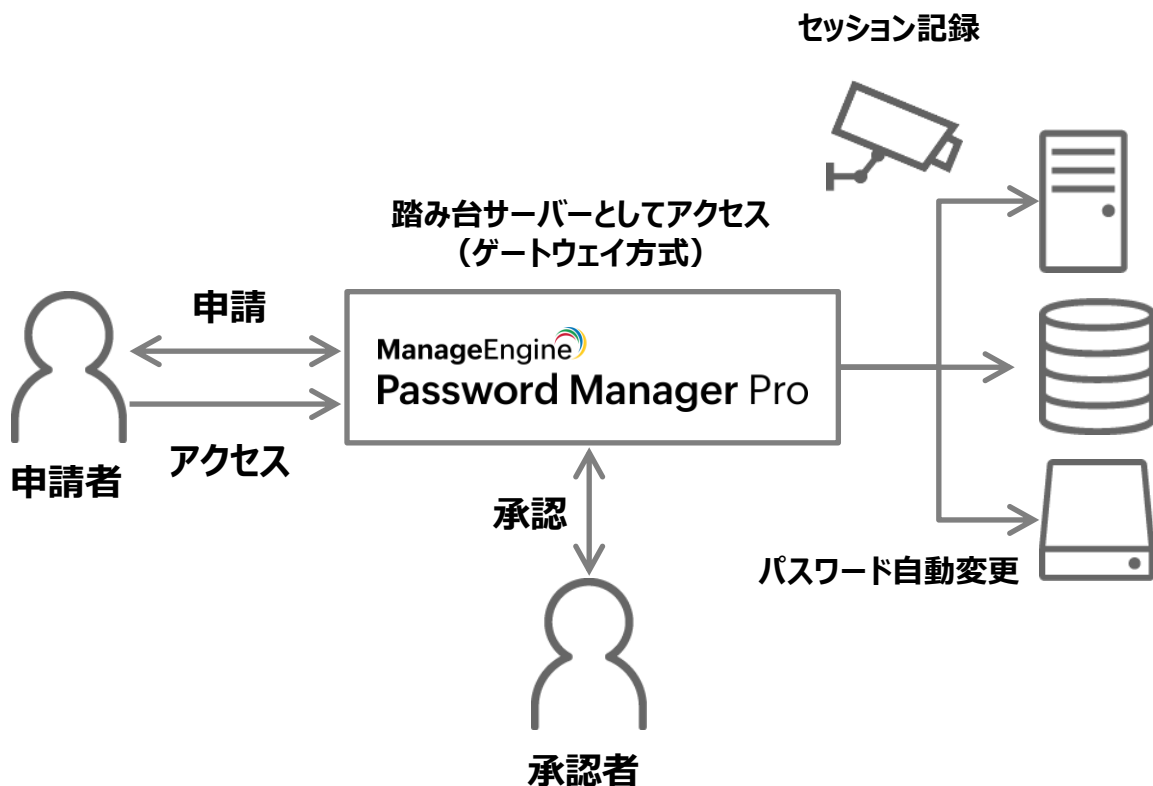 セッション記録
踏み台サーバーとしてアクセス
（ゲートウェイ方式）
申請
ManageEngine
Password Manager Pro
アクセス
申請者
承認
パスワード自動変更
承認者